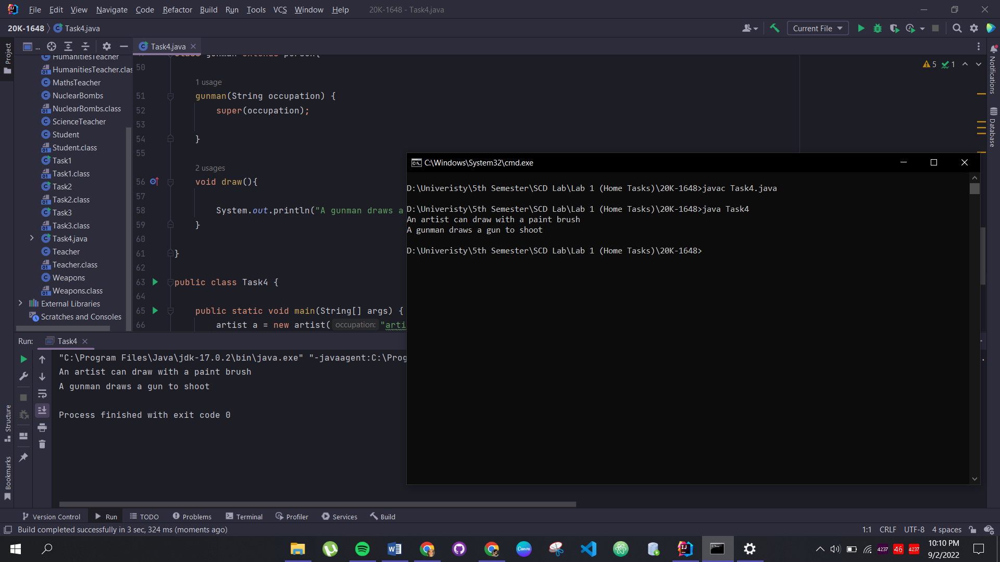 File Edit View Navigate Code Refactor Build Run Tools VCS Window Help 20K-1648 - Task4.java
20K-1648 Task4.java
Current File
Project
...
Task4.java
HumanitiesTeacher
HumanitiesTeacher.clas
MathsTeacher
NuclearBombs
NuclearBombs.class
ScienceTeacher
Student
Student.class
Task1
Task1.class
Task2
Task2.class
Task3
Task3.class
Task4.java
Teacher
Teacher.class
Weapons
Weapons.class
External Libraries
Scratches and Consoles
class gunman extends person{
50
1 usage
51 gunman(String occupation) {
52 super(occupation);
53
54 }
55
2 usages
56 void draw(){
57
58 System.out.println("A gunman draws a
59 }
60
61 }
62
63 public class Task4 {
64
65 public static void main(String[] args) {
66 artist a = new artist( occupation: "arti
5 1
Notifications
Database
C:\Windows\System32\cmd.exe
D:\Univeristy\5th Semester\SCD Lab\Lab 1 (Home Tasks)\20K-1648>javac Task4.java
D:\Univeristy\5th Semester\SCD Lab\Lab 1 (Home Tasks)\20K-1648>java Task4
An artist can draw with a paint brush
A gunman draws a gun to shoot
D:\Univeristy\5th Semester\SCD Lab\Lab 1 (Home Tasks)\20K-1648>
Run: Task4
"C:\Program Files\Java\jdk-17.0.2\bin\java.exe" "-javaagent:C:\Prog
An artist can draw with a paint brush
A gunman draws a gun to shoot
Process finished with exit code 0
Structure
Bookmarks
Version Control Run TODO Problems Terminal Profiler Services Build
Build completed successfully in 3 sec, 324 ms (moments ago)
1:1 CRLF UTF-8 4 spaces
Canva
4237 46 4237
10:10 PM
9/2/2022